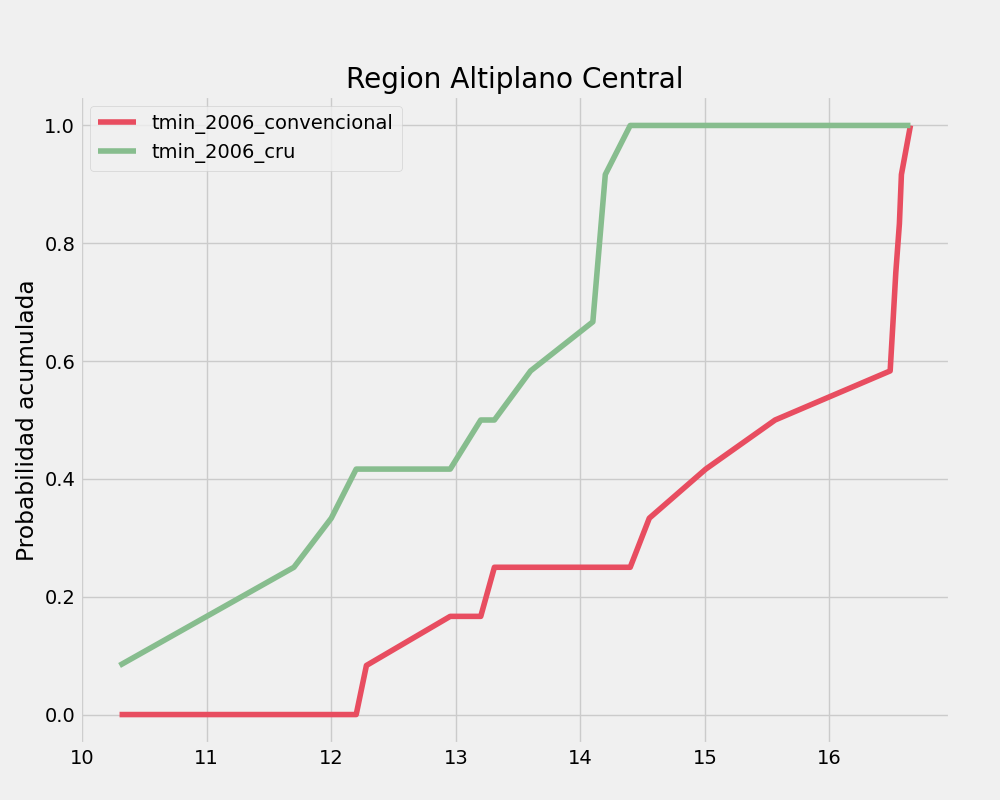 Region Altiplano Central
tmin_2006_convencional
tmin_2006_cru
Probabilidad acumulada
1.0
0.8
0.6
0.4
0.2
0.0
10 11 12 13 14 15 16